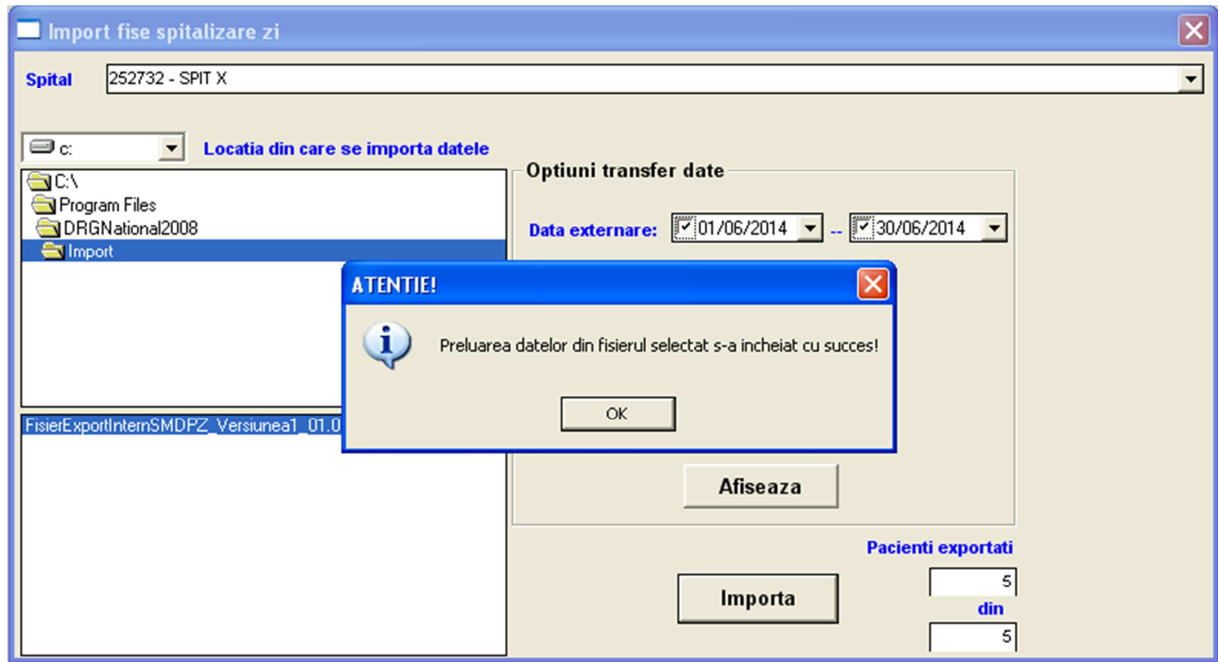 Import fise spitalizare zi
Spital 252732 - SPIT X
c: Locatia din care se importa datele
C:\
Program Files
DRGNational2008
Import
Optiuni transfer date
Data externare: 01/06/2014 -- 30/06/2014
ATENTIE!
Preluarea datelor din fisierul selectat s-a incheiat cu succes!
OK
FisierExportInternSMDPZ_Versiunea1_01.0
Afiseaza
Pacienti exportati
Importa
5
din
5